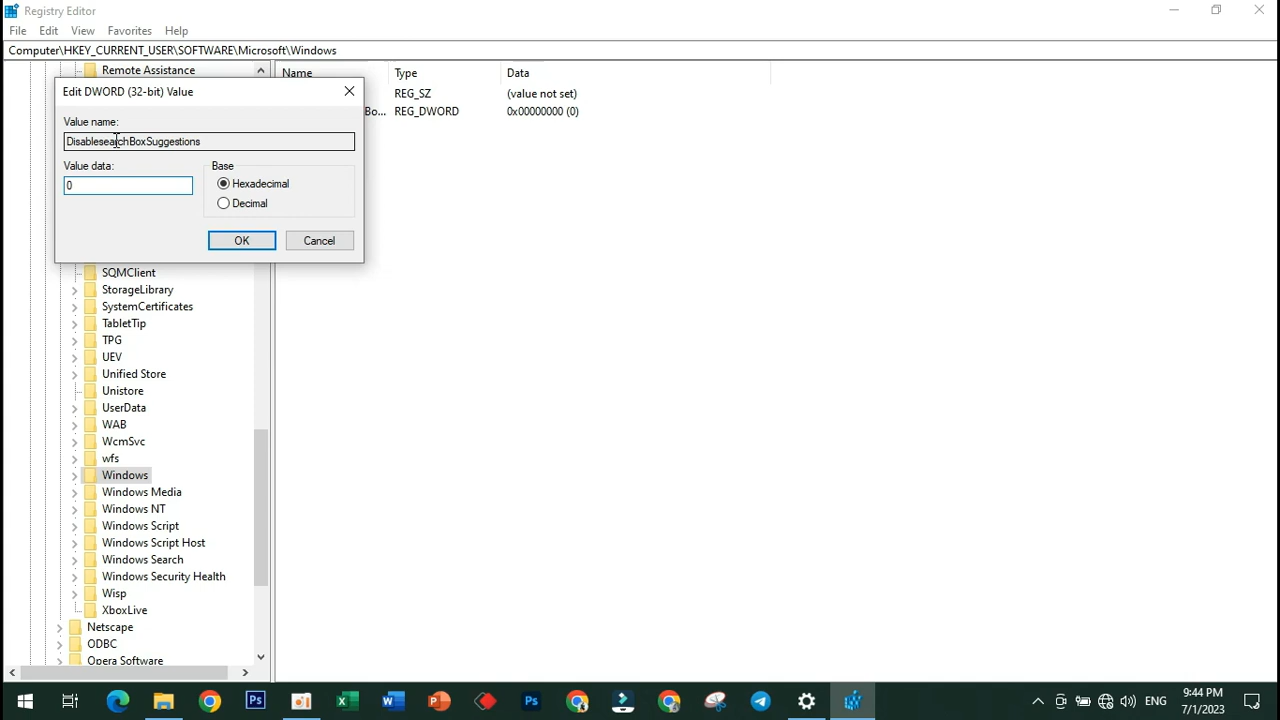 Registry Editor
File Edit View Favorites Help
Computer\HKEY_CURRENT_USER\SOFTWARE\Microsoft\Windows
Remote Assistance
Name Type Data
REG_SZ (value not set)
Bo... REG_DWORD 0x00000000 (0)
Edit DWORD (32-bit) Value
Value name:
DisablesearchBoxSuggestions
Value data:
0
Base
Hexadecimal
Decimal
OK Cancel
SQMClient
StorageLibrary
SystemCertificates
TabletTip
TPG
UEV
Unified Store
Unistore
UserData
WAB
WcmSvc
wfs
Windows
Windows Media
Windows NT
Windows Script
Windows Script Host
Windows Search
Windows Security Health
Wisp
XboxLive
Netscape
ODBC
Opera Software
ENG
9:44 PM
7/1/2023